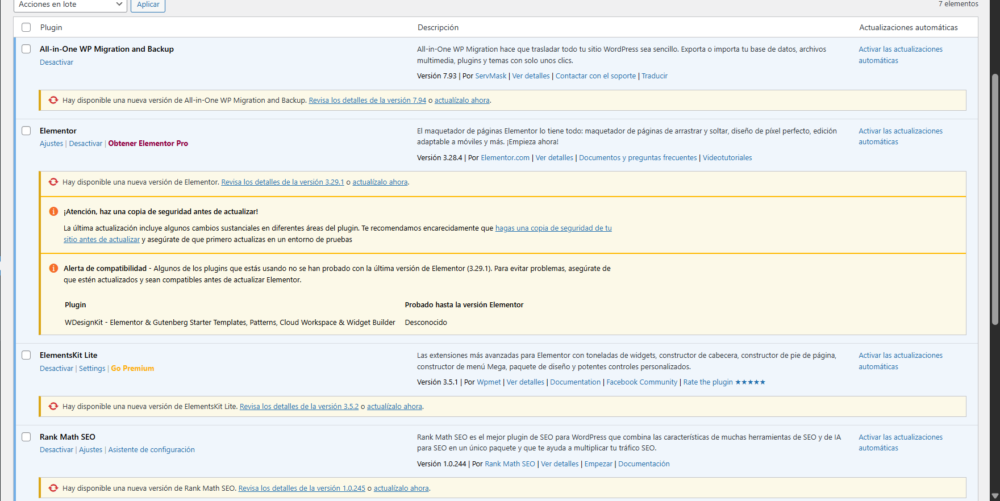 Acciones en lote
Aplicar
7 elementos
Plugin
Descripción
Actualizaciones automáticas
All-in-One WP Migration and Backup
Desactivar
All-in-One WP Migration hace que trasladar todo tu sitio WordPress sea sencillo. Exporta o importa tu base de datos, archivos
multimedia, plugins y temas con solo unos clics.
Versión 7.93 | Por ServMask | Ver detalles | Contactar con el soporte | Traducir
Activar las actualizaciones
automáticas
Hay disponible una nueva versión de All-in-One WP Migration and Backup. Revisa los detalles de la versión 7.94 o actualízalo ahora.
Elementor
Ajustes | Desactivar | Obtener Elementor Pro
El maquetador de páginas Elementor lo tiene todo: maquetador de páginas de arrastrar y soltar, diseño de píxel perfecto, edición
adaptable a móviles y más. ¡Empieza ahora!
Versión 3.28.4 | Por Elementor.com | Ver detalles | Documentos y preguntas frecuentes | Videotutoriales
Activar las actualizaciones
automáticas
Hay disponible una nueva versión de Elementor. Revisa los detalles de la versión 3.29.1 o actualízalo ahora.
¡Atención, haz una copia de seguridad antes de actualizar!
La última actualización incluye algunos cambios sustanciales en diferentes áreas del plugin. Te recomendamos encarecidamente que hagas una copia de seguridad de tu
sitio antes de actualizar y asegúrate de que primero actualizas en un entorno de pruebas
Alerta de compatibilidad - Algunos de los plugins que estás usando no se han probado con la última versión de Elementor (3.29.1). Para evitar problemas, asegúrate de
que estén actualizados y sean compatibles antes de actualizar Elementor.
Plugin
Probado hasta la versión Elementor
WDesignKit - Elementor & Gutenberg Starter Templates, Patterns, Cloud Workspace & Widget Builder
Desconocido
ElementsKit Lite
Desactivar | Settings | Go Premium
Las extensiones más avanzadas para Elementor con toneladas de widgets, constructor de cabecera, constructor de pie de página,
constructor de menú Mega, paquete de diseño y potentes controles personalizados.
Versión 3.5.1 | Por Wpmet | Ver detalles | Documentation | Facebook Community | Rate the plugin ★★★★★
Activar las actualizaciones
automáticas
Hay disponible una nueva versión de ElementsKit Lite. Revisa los detalles de la versión 3.5.2 o actualízalo ahora.
Rank Math SEO
Desactivar | Ajustes | Asistente de configuración
Rank Math SEO es el mejor plugin de SEO para WordPress que combina las características de muchas herramientas de SEO y de IA
para SEO en un único paquete y que te ayuda a multiplicar tu tráfico SEO.
Versión 1.0.244 | Por Rank Math SEO | Ver detalles | Empezar | Documentación
Activar las actualizaciones
automáticas
Hay disponible una nueva versión de Rank Math SEO. Revisa los detalles de la versión 1.0.245 o actualízalo ahora.